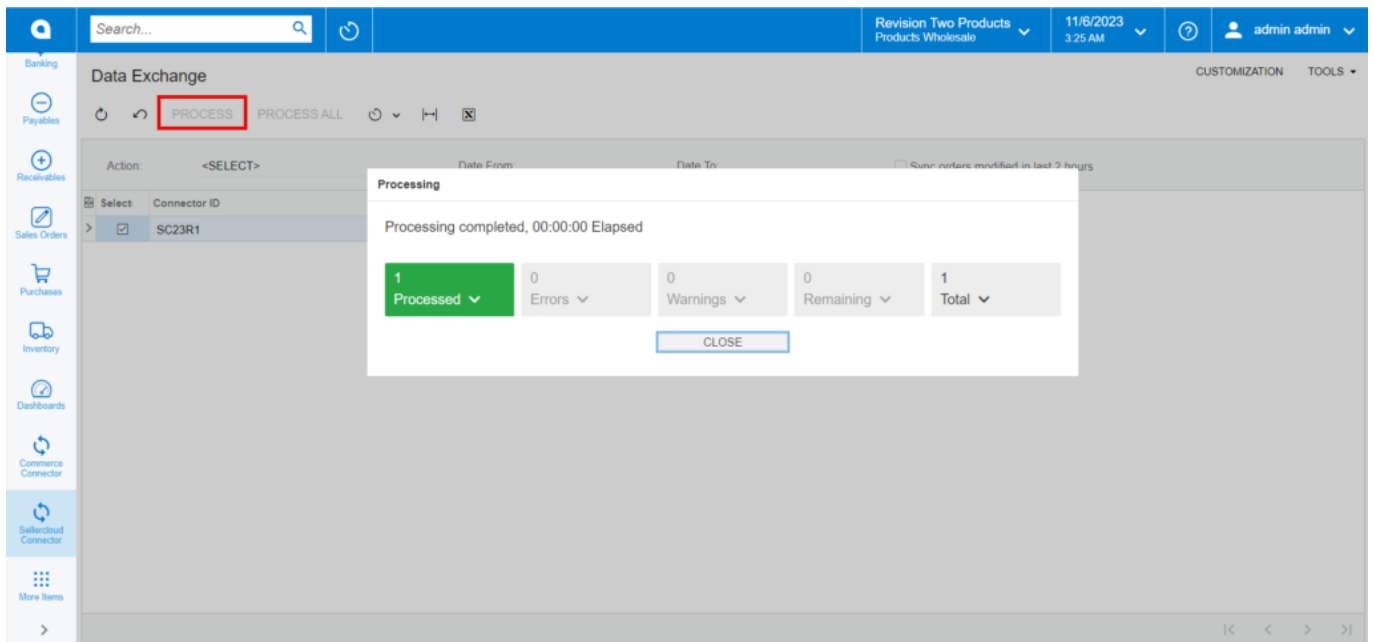 Search...
Revision Two Products
Products Wholesale
11/6/2023
3:25 AM
admin admin
Banking
Payables
Receivables
Sales Orders
Purchases
Inventory
Dashboards
Commerce
Connector
Sellercloud
Connector
More Items
Data Exchange
CUSTOMIZATION TOOLS
PROCESS PROCESS ALL
Action: <SELECT> Date From: Date To: Sync orders modified in last 2 hours
Select Connector ID
SC23R1
Processing
Processing completed, 00:00:00 Elapsed
1 0 0 0 1
Processed Errors Warnings Remaining Total
CLOSE